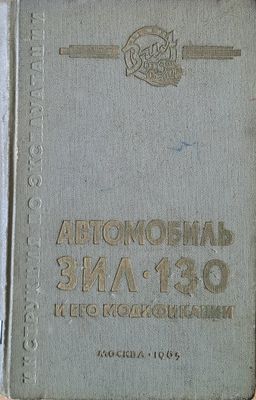 ИНСТРУКЦИЯ ПО ЭКСПЛУАТАЦИИ
АВТОМОБИЛЬ
ЗИЛ·130
И ЕГО МОДИФИКАЦИИ
МОСКВА·1965